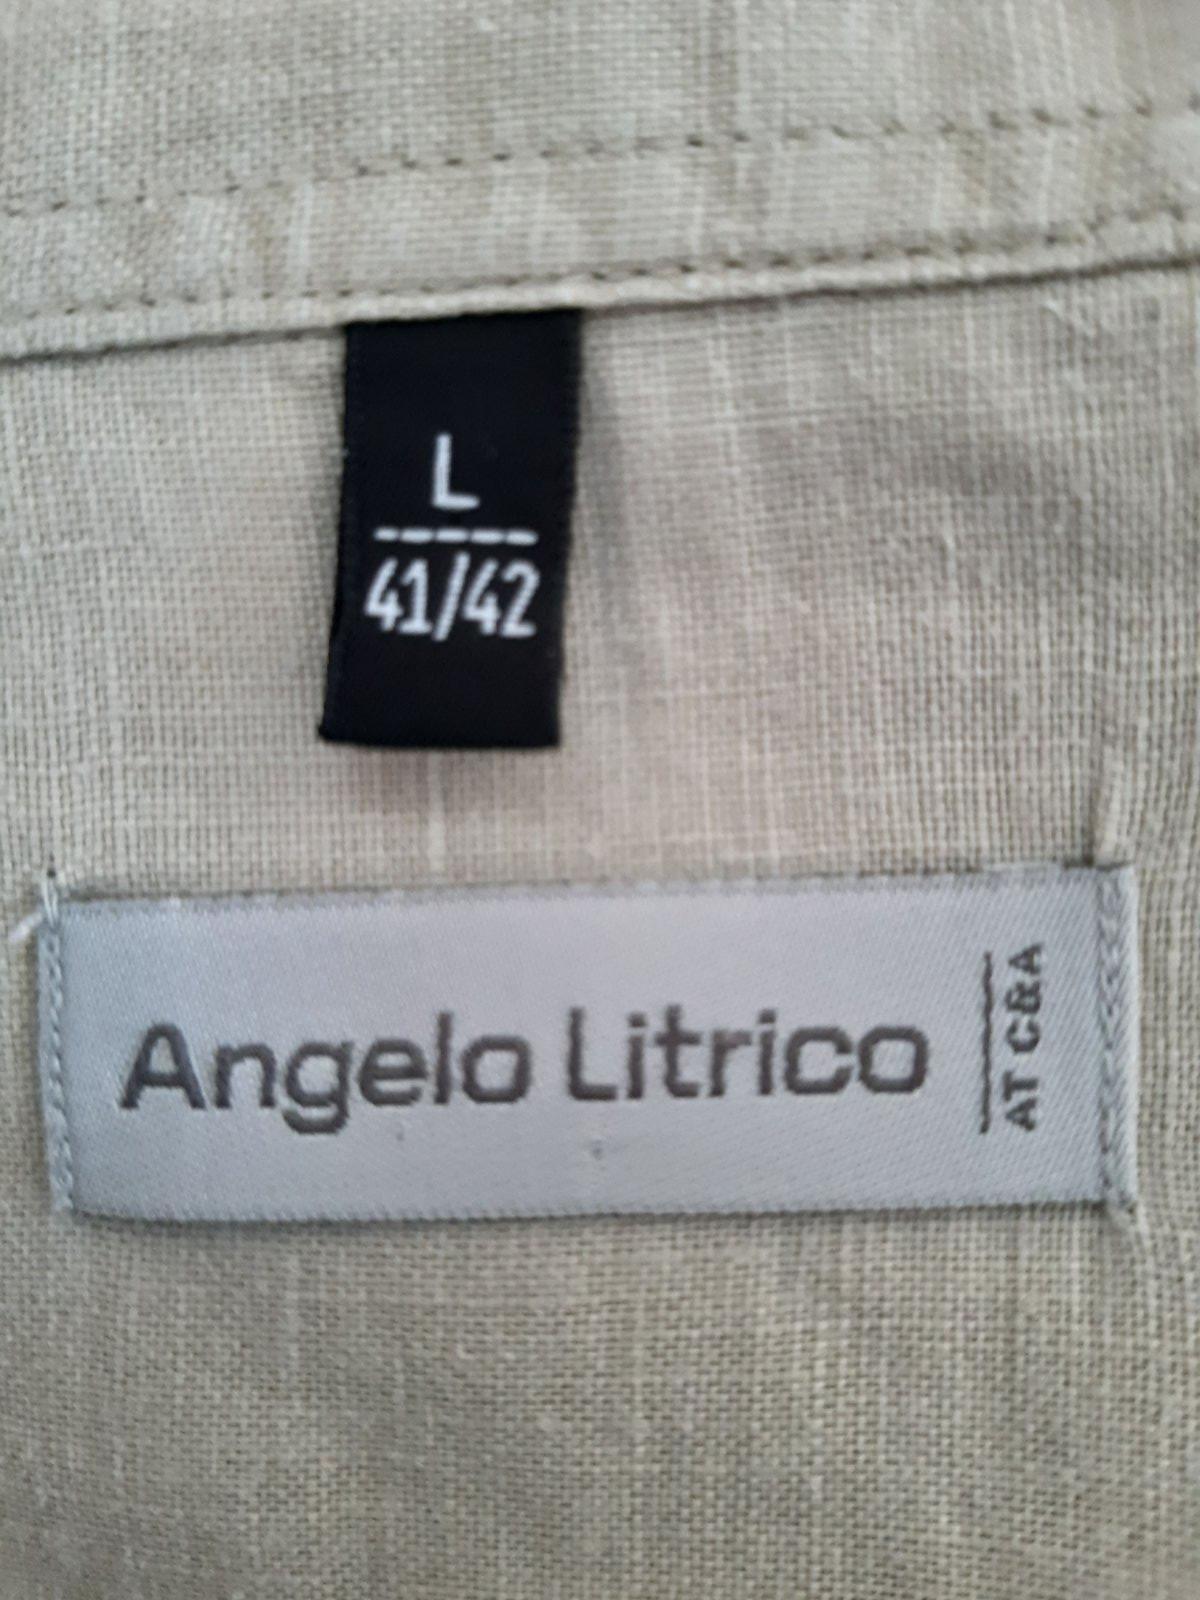 L
41/42
Angelo Litrico
AT C&A